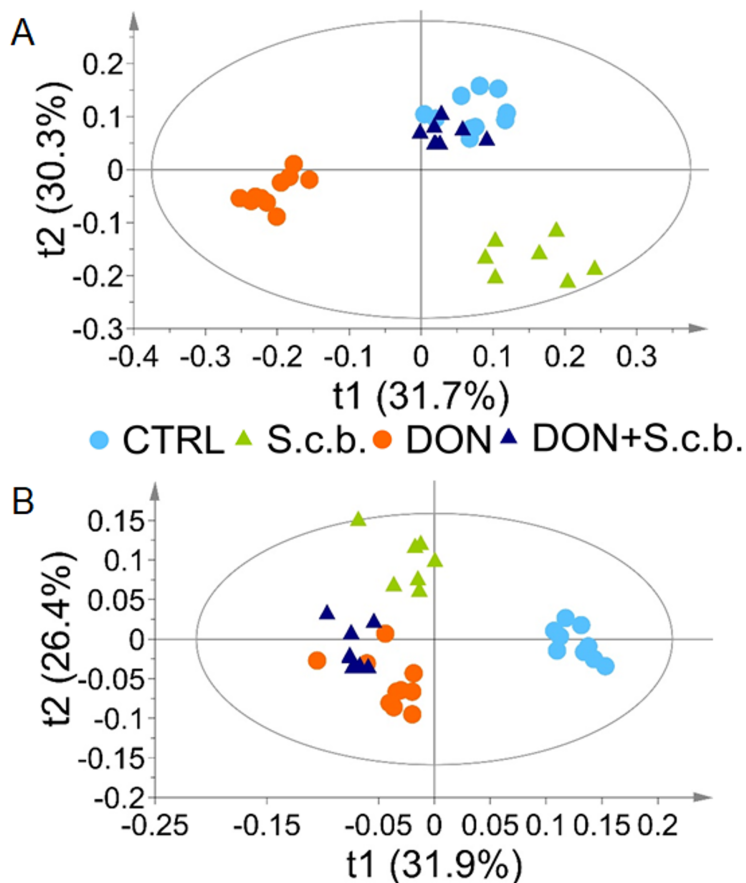 A
t2 (30.3%)
0.2
0.1
0
-0.1
-0.2
-0.3
-0.4 -0.3 -0.2 -0.1 0 0.1 0.2 0.3
t1 (31.7%)
CTRL S.c.b. DON DON+S.c.b.
B
t2 (26.4%)
0.15
0.1
0.05
0
-0.05
-0.1
-0.15
-0.2
-0.25 -0.15 -0.05 0 0.05 0.1 0.15 0.2
t1 (31.9%)